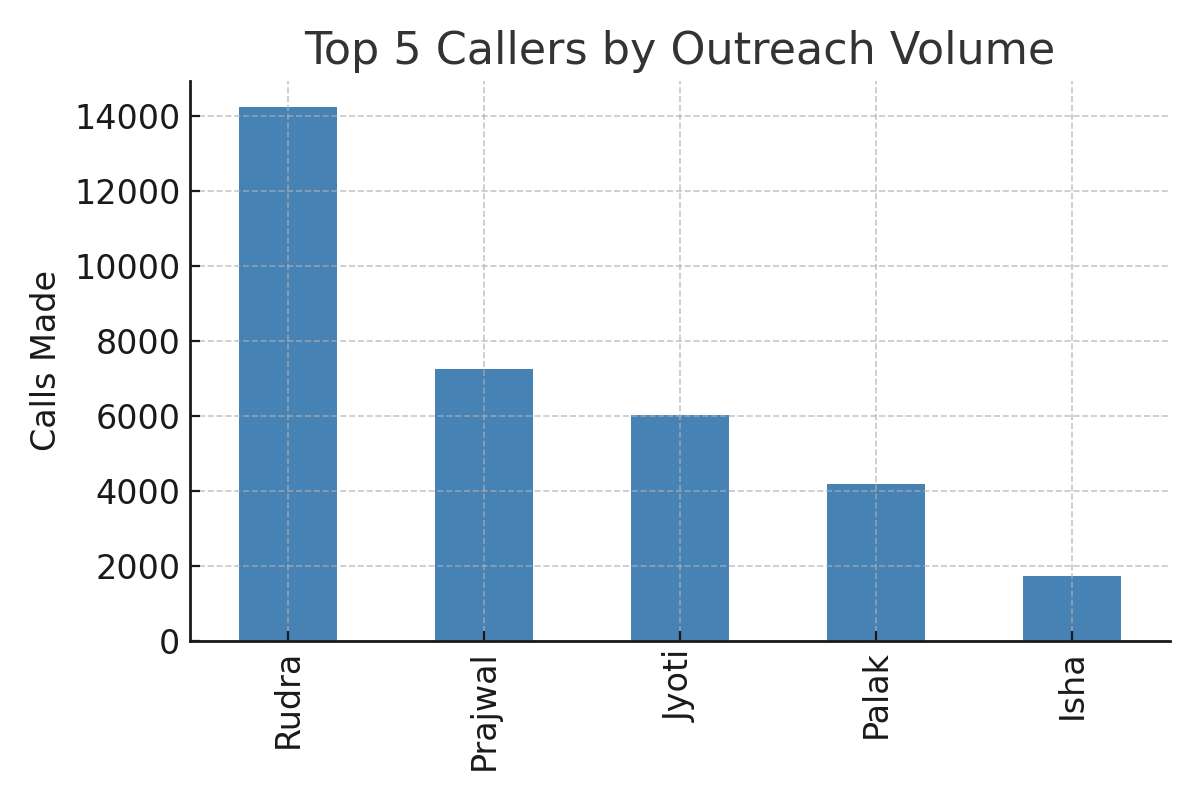 Top 5 Callers by Outreach Volume
Calls Made
14000
12000
10000
8000
6000
4000
2000
0
Rudra
Prajwal
Jyoti
Palak
Isha